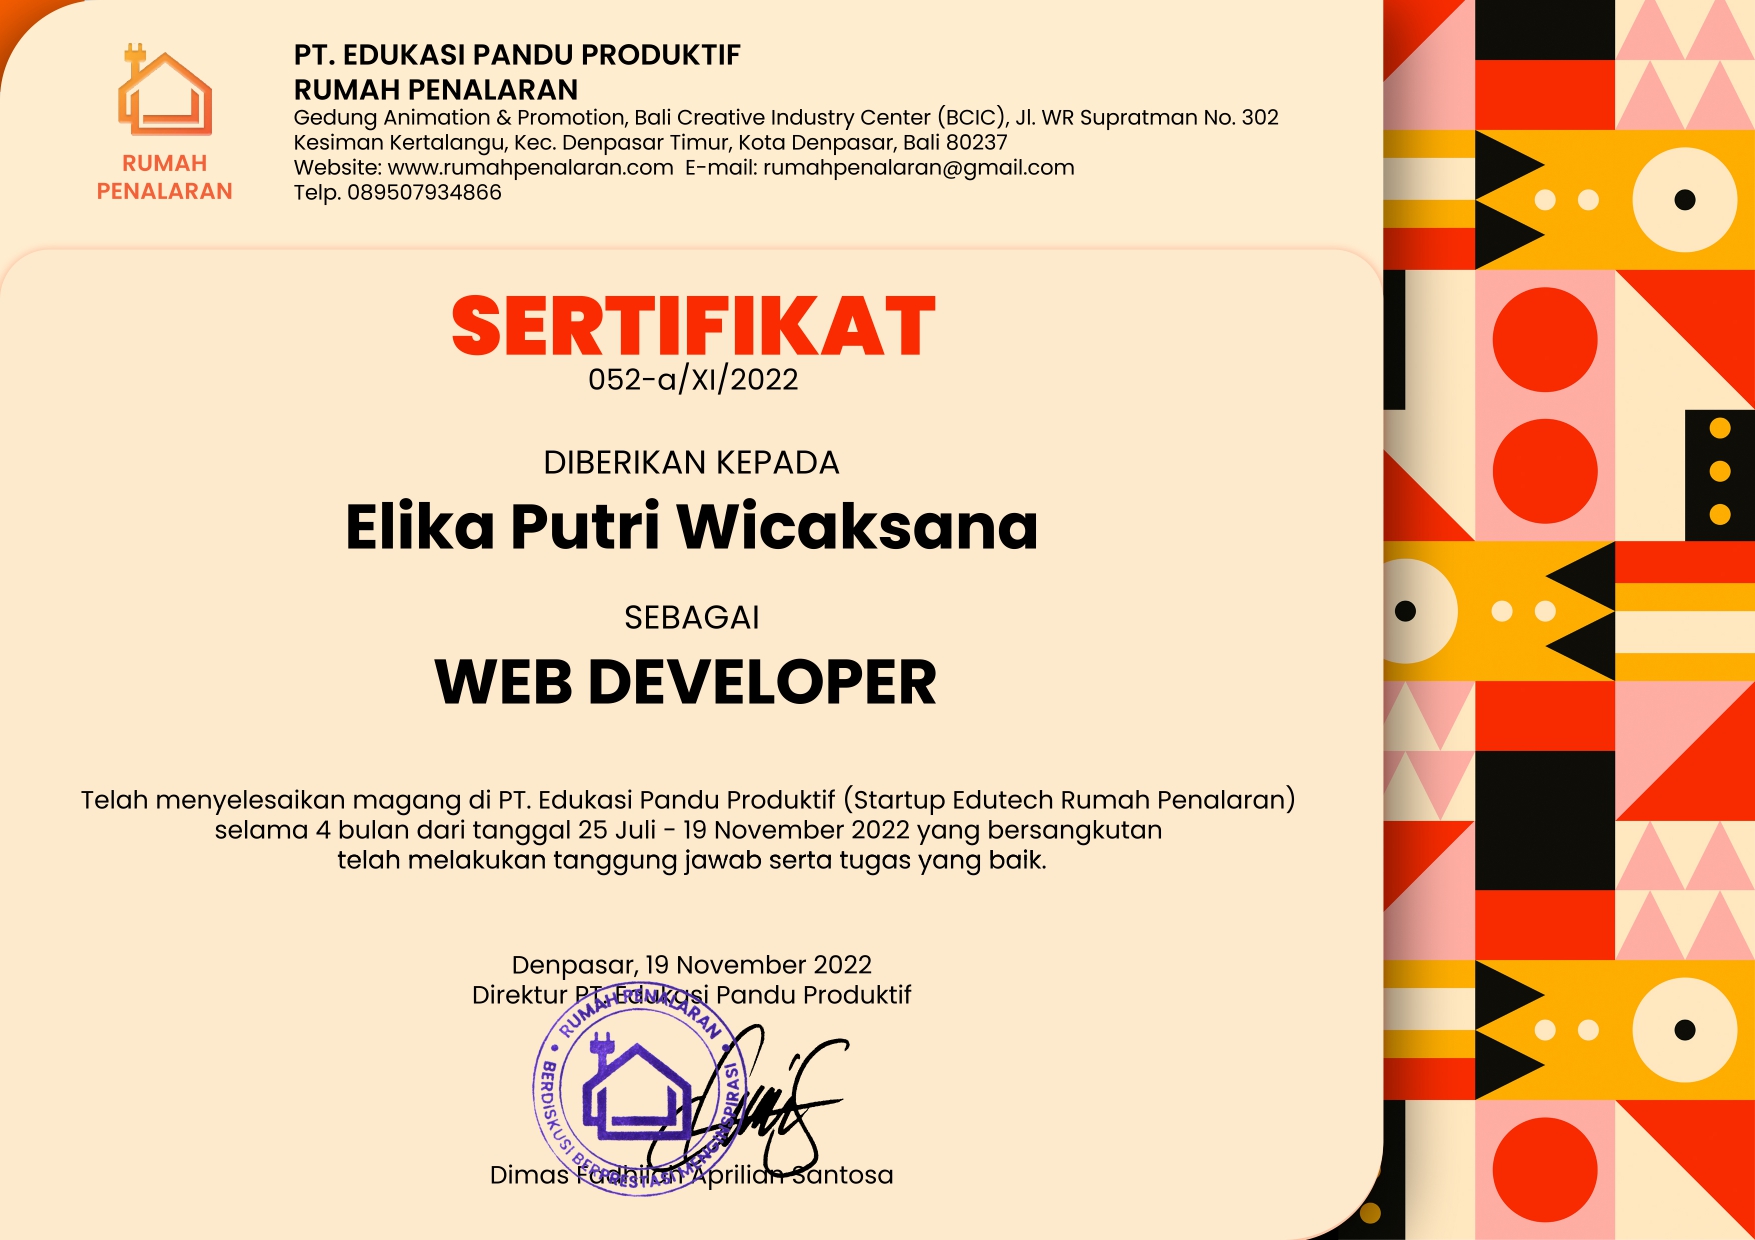 RUMAH
PENALARAN
PT. EDUKASI PANDU PRODUKTIF
RUMAH PENALARAN
Gedung Animation & Promotion, Bali Creative Industry Center (BCIC), Jl. WR Supratman No. 302
Kesiman Kertalangu, Kec. Denpasar Timur, Kota Denpasar, Bali 80237
Website: www.rumahpenalaran.com E-mail: rumahpenalaran@gmail.com
Telp. 089507934866
SERTIFIKAT
052-a/XI/2022
DIBERIKAN KEPADA
Elika Putri Wicaksana
SEBAGAI
WEB DEVELOPER
Telah menyelesaikan magang di PT. Edukasi Pandu Produktif (Startup Edutech Rumah Penalaran)
selama 4 bulan dari tanggal 25 Juli - 19 November 2022 yang bersangkutan
telah melakukan tanggung jawab serta tugas yang baik.
Denpasar, 19 November 2022
Direktur PT. Edukasi Pandu Produktif
RUMAH PENALARAN
BERDISKUSI BERPRESTASI MENGINSPIRASI
Dimas Fadhilah Aprilian Santosa